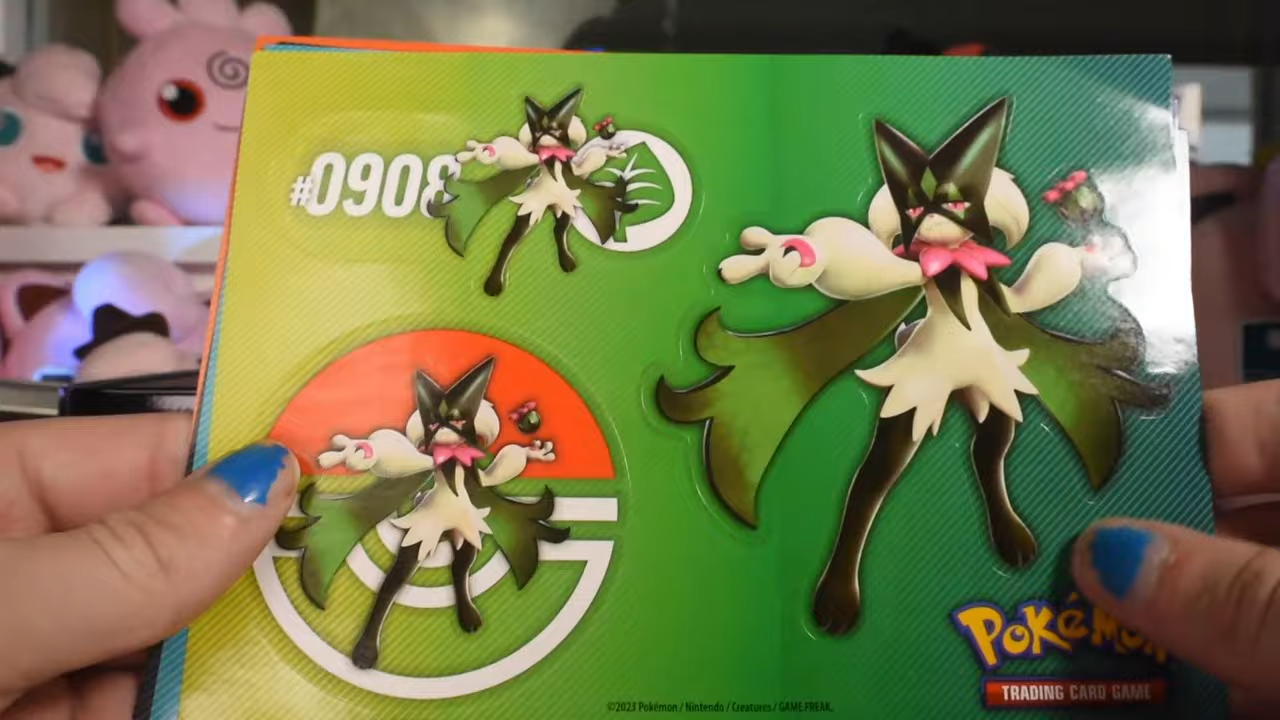 #0908
Pokémon
TRADING CARD GAME
©2023 Pokémon / Nintendo / Creatures / GAME FREAK.